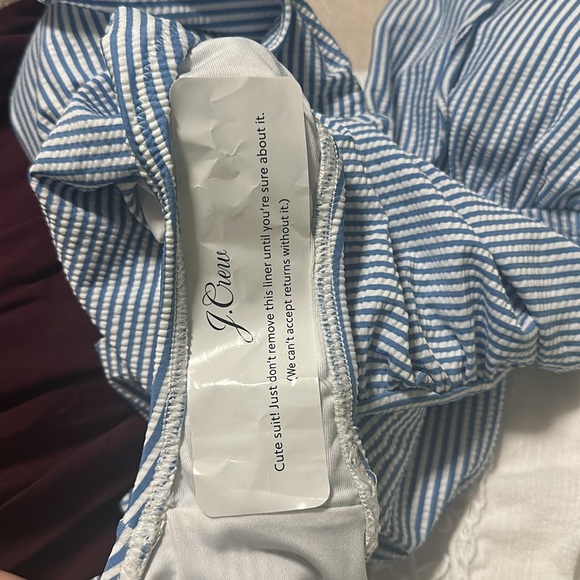 J.Crew
Cute suit! Just don't remove this liner until you're sure about it.
(We can't accept returns without it.)